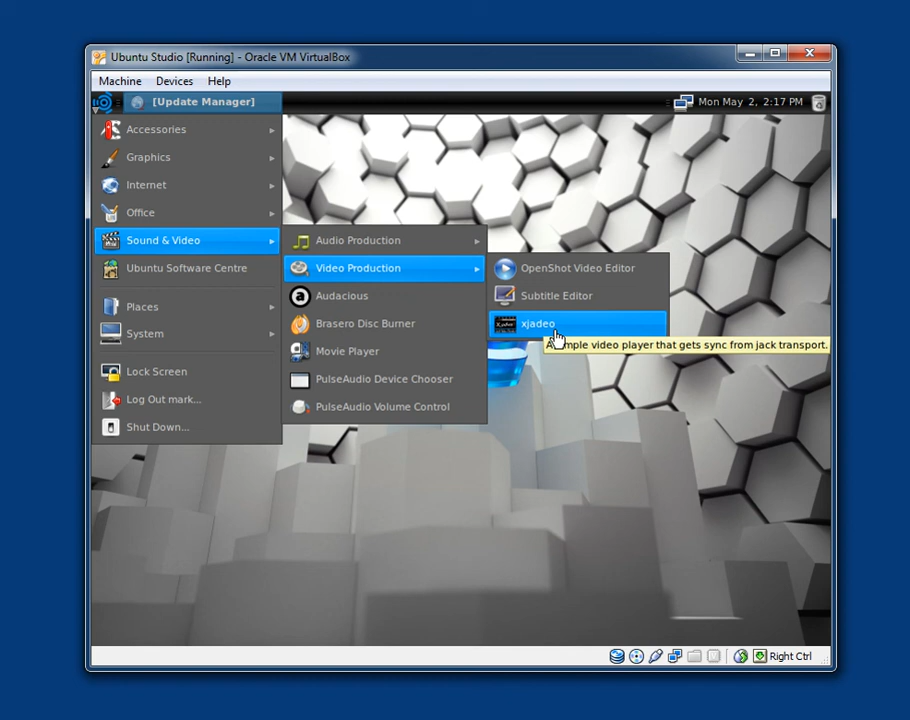 Ubuntu Studio [Running] - Oracle VM VirtualBox
Machine Devices Help
[Update Manager]
Mon May 2, 2:17 PM
Accessories
Graphics
Internet
Office
Sound & Video
Ubuntu Software Centre
Places
System
Lock Screen
Log Out mark...
Shut Down...
Audio Production
Video Production
Audacious
Brasero Disc Burner
Movie Player
PulseAudio Device Chooser
PulseAudio Volume Control
OpenShot Video Editor
Subtitle Editor
xjadeo
video player that gets sync from jack transport.
Right Ctrl